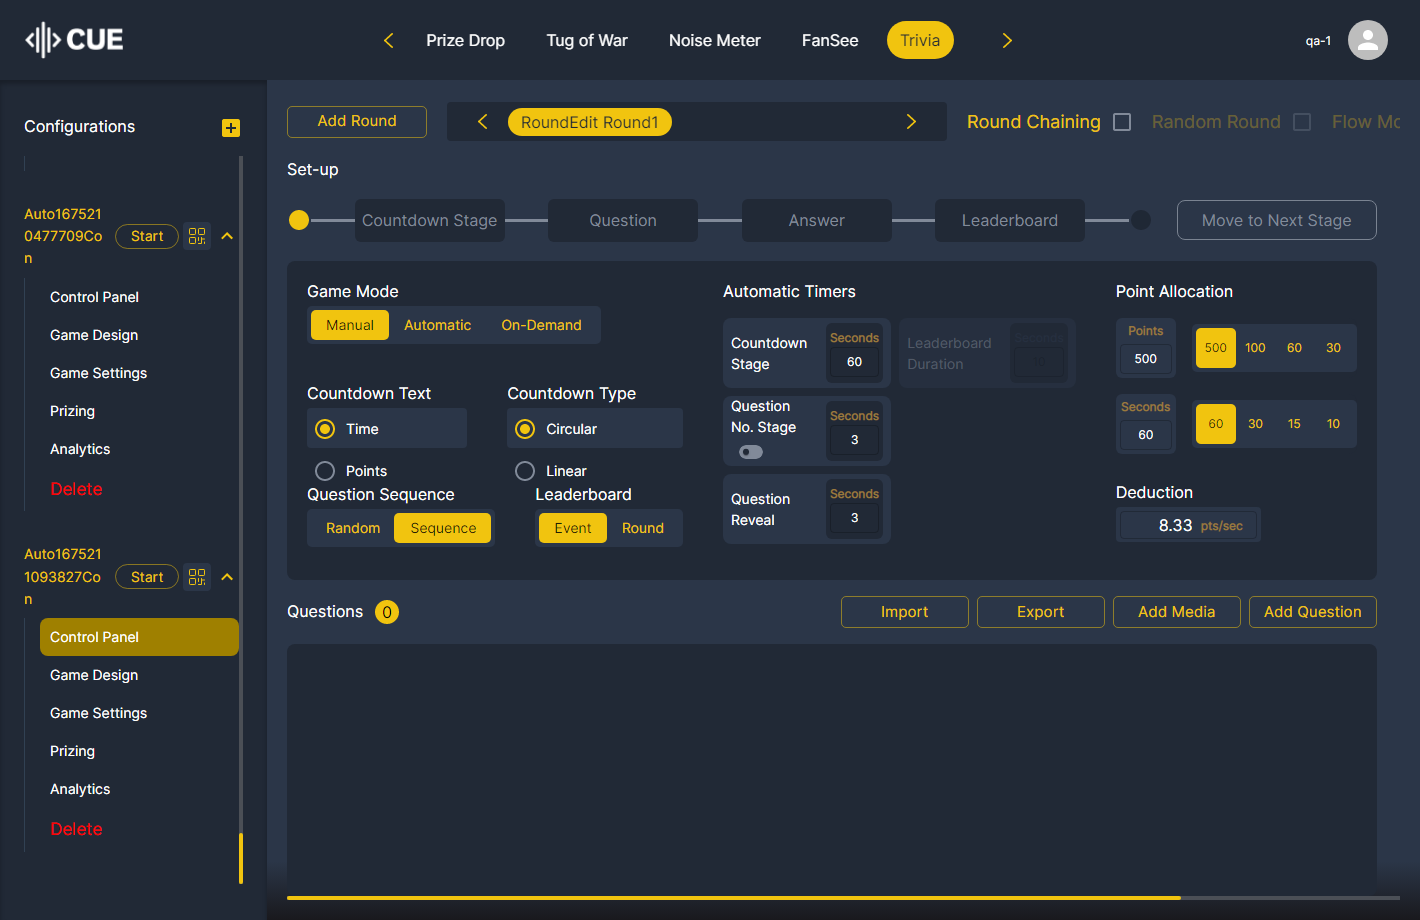 CUE
Prize Drop
Tug of War
Noise Meter
FanSee
Trivia
qa-1
Configurations
Auto167521
0477709Co
n
Start
Control Panel
Game Design
Game Settings
Prizing
Analytics
Delete
Auto167521
1093827Co
n
Start
Control Panel
Game Design
Game Settings
Prizing
Analytics
Delete
Add Round
RoundEdit Round1
Round Chaining
Random Round
Flow Mo
Set-up
Countdown Stage
Question
Answer
Leaderboard
Move to Next Stage
Game Mode
Manual
Automatic
On-Demand
Countdown Text
Time
Points
Countdown Type
Circular
Linear
Question Sequence
Random
Sequence
Leaderboard
Event
Round
Automatic Timers
Countdown
Stage
Seconds
60
Leaderboard
Duration
Seconds
Question
No. Stage
Seconds
3
Question
Reveal
Seconds
3
Point Allocation
Points
500
500
100
60
30
Seconds
60
60
30
15
10
Deduction
8.33 pts/sec
Questions 0
Import
Export
Add Media
Add Question